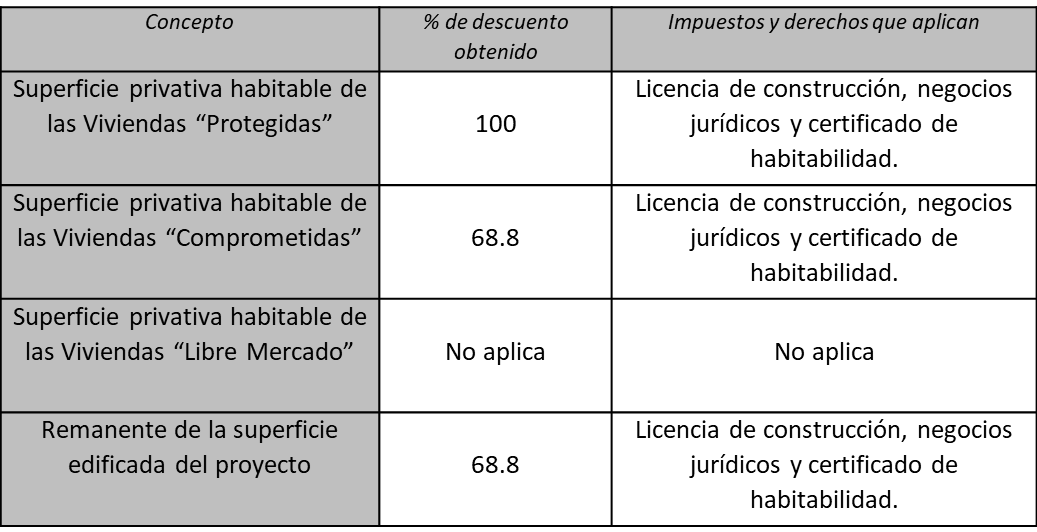 Concepto
% de descuento
obtenido
Impuestos y derechos que aplican
Superficie privativa habitable de
las Viviendas “Protegidas”
100
Licencia de construcción, negocios
jurídicos y certificado de
habitabilidad.
Superficie privativa habitable de
las Viviendas “Comprometidas”
68.8
Licencia de construcción, negocios
jurídicos y certificado de
habitabilidad.
Superficie privativa habitable de
las Viviendas “Libre Mercado”
No aplica
No aplica
Remanente de la superficie
edificada del proyecto
68.8
Licencia de construcción, negocios
jurídicos y certificado de
habitabilidad.